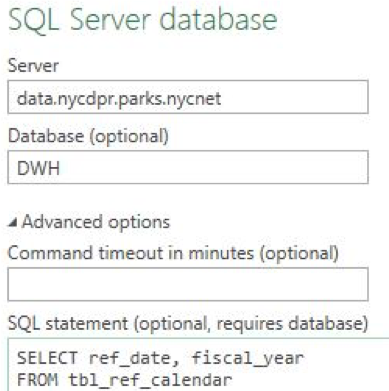 SQL Server database
Server
data.nycdpr.parks.nycnet
Database (optional)
DWH
Advanced options
Command timeout in minutes (optional)
SQL statement (optional, requires database)
SELECT ref_date, fiscal_year
FROM tbl_ref_calendar